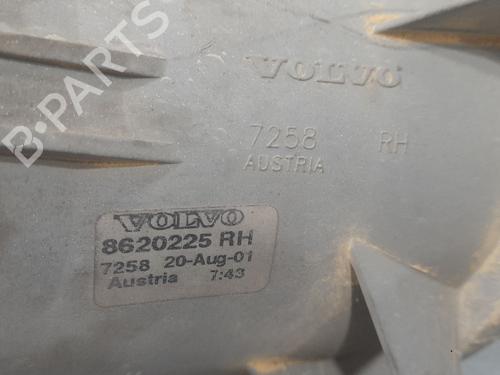 B-PARTS
VOLVO
7258 RH
AUSTRIA
VOLVO
8620225 RH
7258 20-Aug-01
Austria 7:43